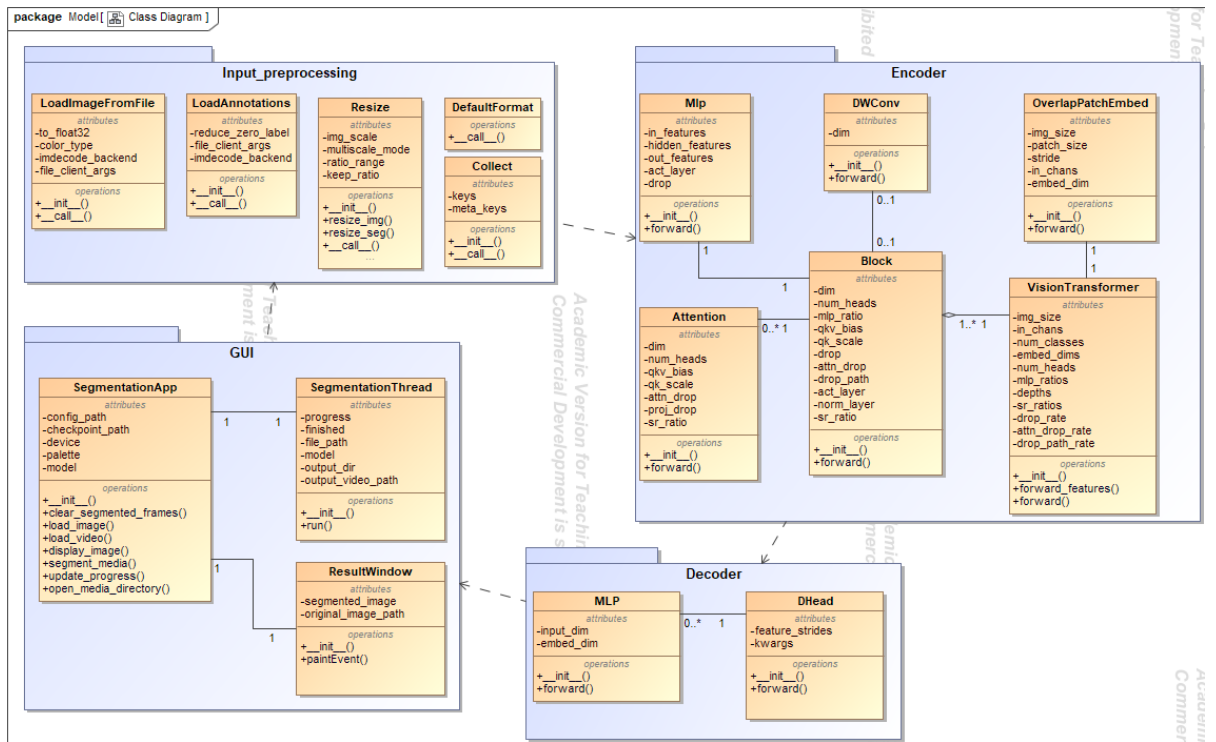 package Model[ Class Diagram ]
Input_preprocessing
LoadImageFromFile
attributes
-to_float32
-color_type
-imdecode_backend
-file_client_args
operations
+__init__()
+__call__()
LoadAnnotations
attributes
-reduce_zero_label
-file_client_args
-imdecode_backend
operations
+__init__()
+__call__()
Resize
attributes
-img_scale
-multiscale_mode
-ratio_range
-keep_ratio
operations
+__init__()
+resize_img()
+resize_seg()
+__call__()
...
DefaultFormat
operations
+__call__()
Collect
attributes
-keys
-meta_keys
operations
+__init__()
+__call__()
Encoder
Mlp
attributes
-in_features
-hidden_features
-out_features
-act_layer
-drop
operations
+__init__()
+forward()
DWConv
attributes
-dim
operations
+__init__()
+forward()
OverlapPatchEmbed
attributes
-img_size
-patch_size
-stride
-in_chans
-embed_dim
operations
+__init__()
+forward()
0..1
0..1
1
1
1
1
Attention
attributes
-dim
-num_heads
-qkv_bias
-qk_scale
-attn_drop
-proj_drop
-sr_ratio
operations
+__init__()
+forward()
0..* 1
Block
attributes
-dim
-num_heads
-mlp_ratio
-qkv_bias
-qk_scale
-drop
-attn_drop
-drop_path
-act_layer
-norm_layer
-sr_ratio
operations
+__init__()
+forward()
1..* 1
VisionTransformer
attributes
-img_size
-in_chans
-num_classes
-embed_dims
-num_heads
-mlp_ratios
-depths
-sr_ratios
-drop_rate
-attn_drop_rate
-drop_path_rate
operations
+__init__()
+forward_features()
+forward()
GUI
SegmentationApp
attributes
-config_path
-checkpoint_path
-device
-palette
-model
operations
+__init__()
+clear_segmented_frames()
+load_image()
+load_video()
+display_image()
+segment_media()
+update_progress()
+open_media_directory()
1 1
SegmentationThread
attributes
-progress
-finished
-file_path
-model
-output_dir
-output_video_path
operations
+__init__()
+run()
1
1
ResultWindow
attributes
-segmented_image
-original_image_path
operations
+__init__()
+paintEvent()
Decoder
MLP
attributes
-input_dim
-embed_dim
operations
+__init__()
+forward()
0..* 1
DHead
attributes
-feature_strides
-kwargs
operations
+__init__()
+forward()
Academic Version for Teaching
Commercial Development is s